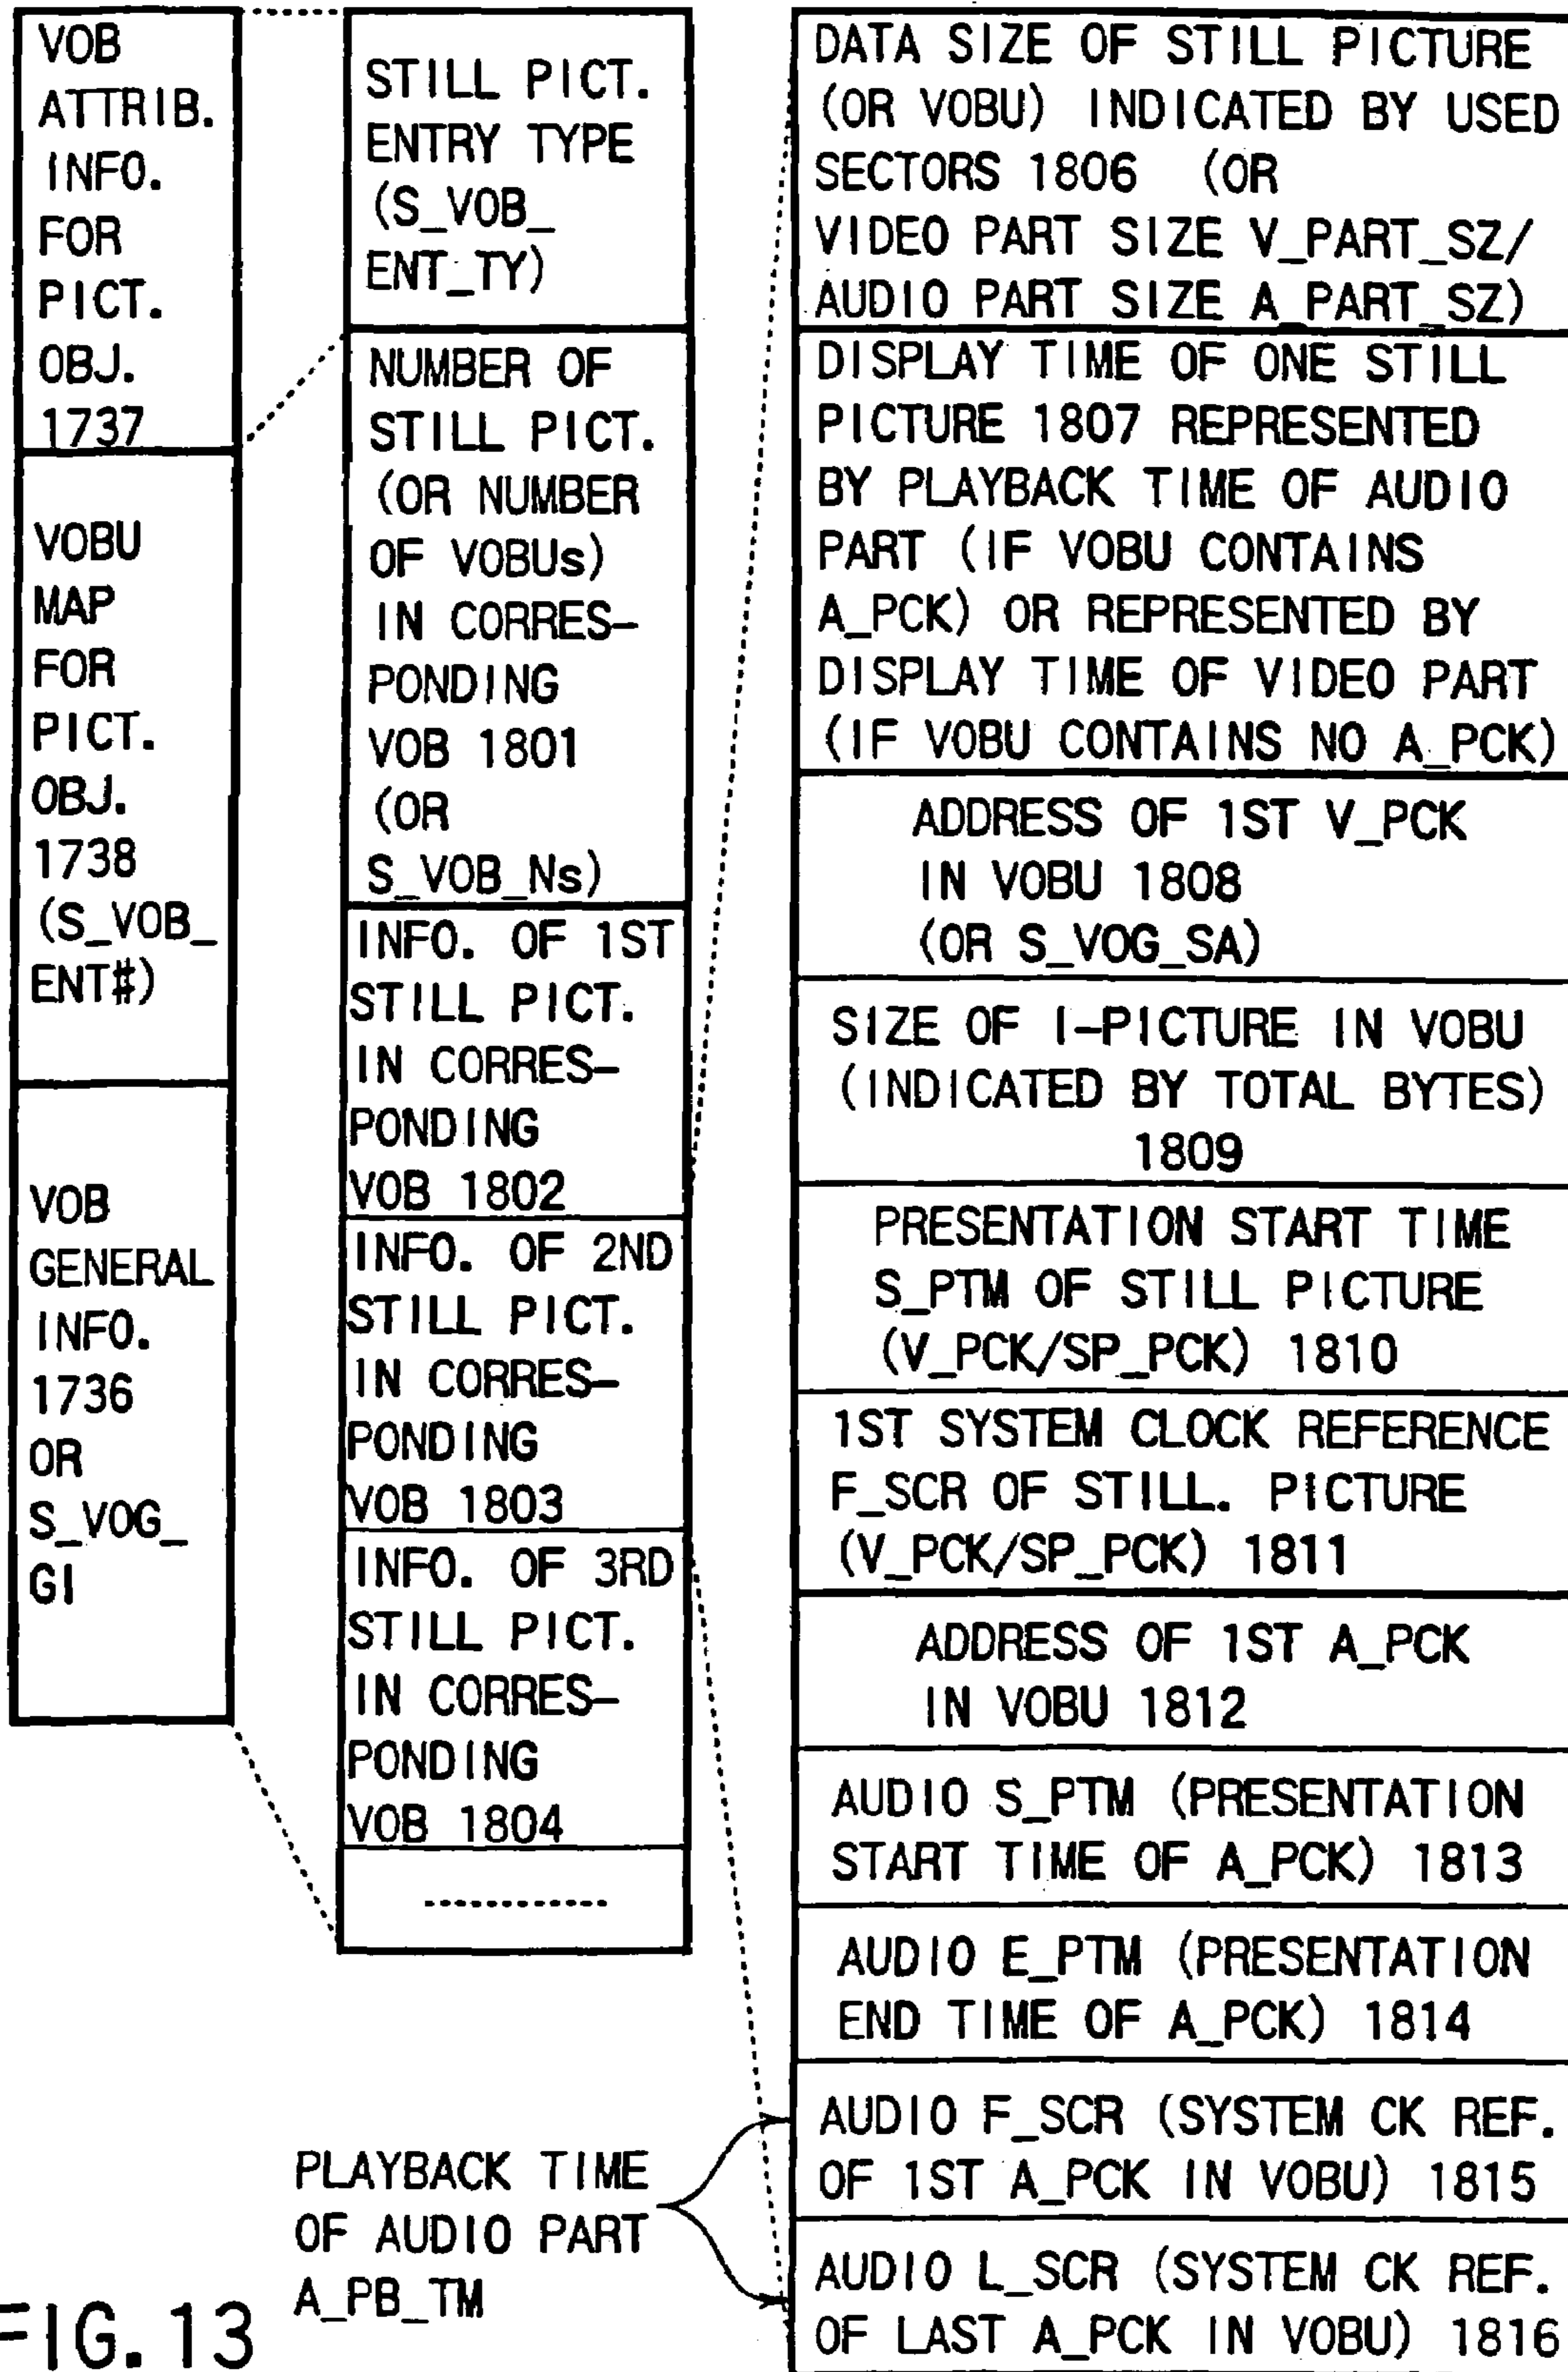 VOB
ATTRIB.
INFO.
FOR
PICT.
OBJ.
1737
VOBU
MAP
FOR
PICT.
OBJ.
1738
(S_VOB_
ENT#)
VOB
GENERAL
INFO.
1736
OR
S_VOG_
GI
STILL PICT.
ENTRY TYPE
(S_VOB_
ENT_TY)
NUMBER OF
STILL PICT.
(OR NUMBER
OF VOBUs)
IN CORRES-
PONDING
VOB 1801
(OR
S_VOB_Ns)
INFO. OF 1ST
STILL PICT.
IN CORRES-
PONDING
VOB 1802
INFO. OF 2ND
STILL PICT.
IN CORRES-
PONDING
VOB 1803
INFO. OF 3RD
STILL PICT.
IN CORRES-
PONDING
VOB 1804
DATA SIZE OF STILL PICTURE
(OR VOBU) INDICATED BY USED
SECTORS 1806 (OR
VIDEO PART SIZE V_PART_SZ/
AUDIO PART SIZE A_PART_SZ)
DISPLAY TIME OF ONE STILL
PICTURE 1807 REPRESENTED
BY PLAYBACK TIME OF AUDIO
PART (IF VOBU CONTAINS
A_PCK) OR REPRESENTED BY
DISPLAY TIME OF VIDEO PART
(IF VOBU CONTAINS NO A_PCK)
ADDRESS OF 1ST V_PCK
IN VOBU 1808
(OR S_VOG_SA)
SIZE OF I-PICTURE IN VOBU
(INDICATED BY TOTAL BYTES)
1809
PRESENTATION START TIME
S_PTM OF STILL PICTURE
(V_PCK/SP_PCK) 1810
1ST SYSTEM CLOCK REFERENCE
F_SCR OF STILL. PICTURE
(V_PCK/SP_PCK) 1811
ADDRESS OF 1ST A_PCK
IN VOBU 1812
AUDIO S_PTM (PRESENTATION
START TIME OF A_PCK) 1813
AUDIO E_PTM (PRESENTATION
END TIME OF A_PCK) 1814
AUDIO F_SCR (SYSTEM CK REF.
OF 1ST A_PCK IN VOBU) 1815
AUDIO L_SCR (SYSTEM CK REF.
OF LAST A_PCK IN VOBU) 1816
PLAYBACK TIME
OF AUDIO PART
A_PB_TM
FIG. 13